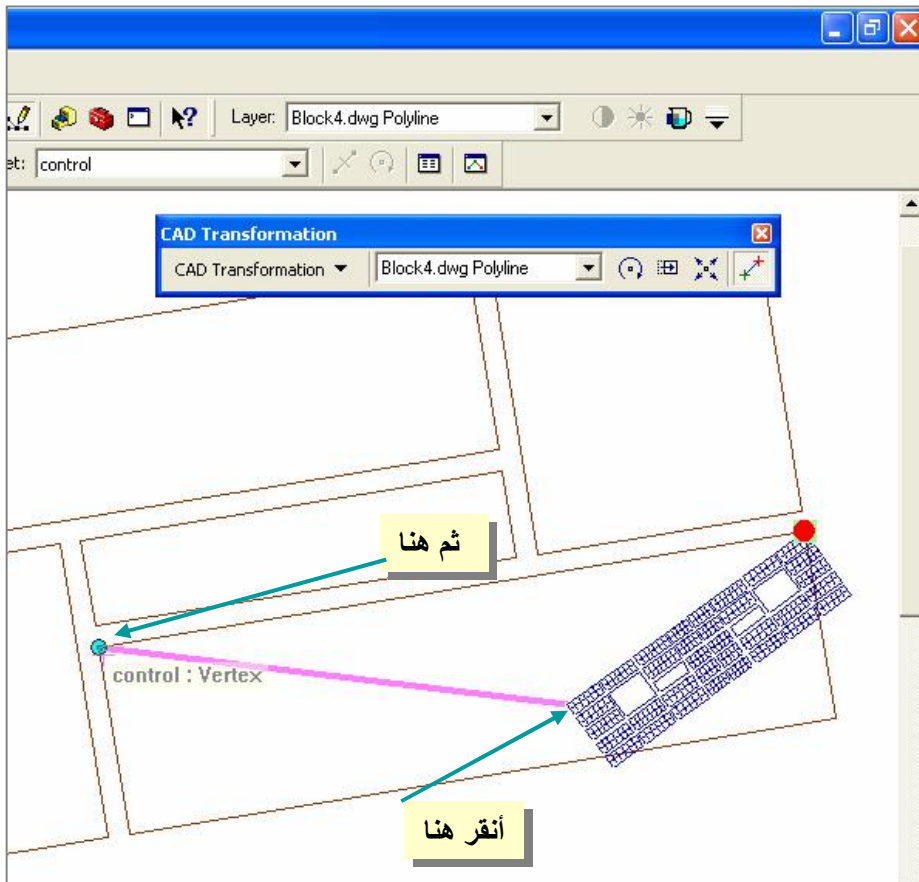 Layer: Block4.dwg Polyline
et: control
CAD Transformation
CAD Transformation Block4.dwg Polyline
ثم هنا
control : Vertex
أنقر هنا